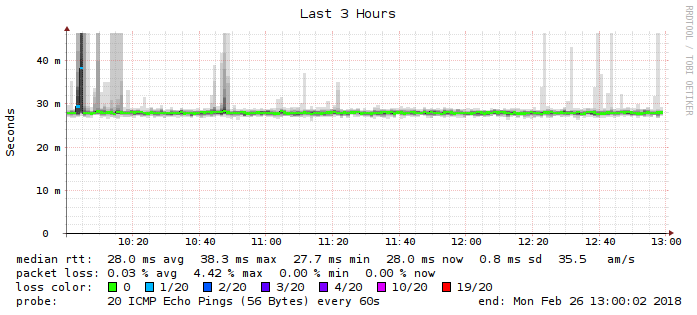 Last 3 Hours
RRDTOOL / TOBI OETIKER
Seconds
40 m
30 m
20 m
10 m
0
10:20 10:40 11:00 11:20 11:40 12:00 12:20 12:40 13:00
median rtt: 28.0 ms avg 38.3 ms max 27.7 ms min 28.0 ms now 0.8 ms sd 35.5 am/s
packet loss: 0.03 % avg 4.42 % max 0.00 % min 0.00 % now
loss color: 0 1/20 2/20 3/20 4/20 10/20 19/20
probe: 20 ICMP Echo Pings (56 Bytes) every 60s end: Mon Feb 26 13:00:02 2018